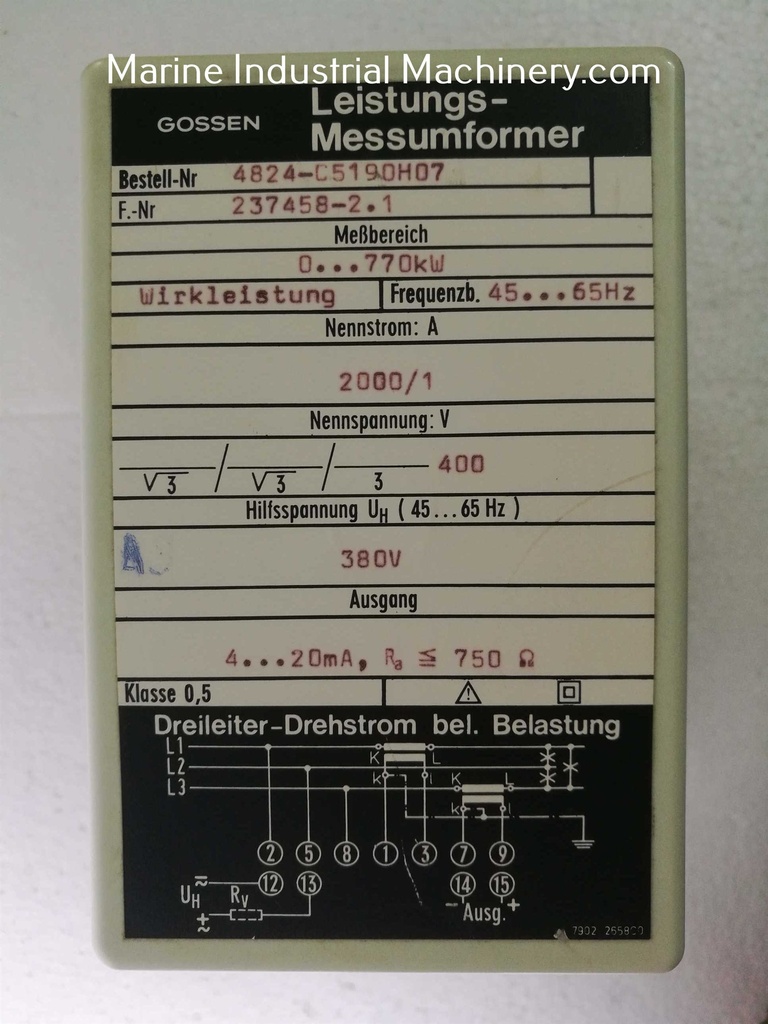 Marine Industrial Machinery.com
GOSSEN
Leistungs-
Messumformer
Bestell-Nr 4824-C5190H07
F.-Nr 237458-2.1
Meßbereich
0...770kW
Wirkleistung Frequenzb. 45...65Hz
Nennstrom: A
2000/1
Nennspannung: V
√3 / √3 / 3 400
Hilfsspannung UH ( 45...65 Hz )
A
380V
Ausgang
4...20mA, Ra ≦ 750 Ω
Klasse 0,5
Dreileiter-Drehstrom bel. Belastung
L1
K L
L2
k l K L
L3
k l
2 5 8 1 3 7 9
12 13 14 15
UH RV
- Ausg. +
7902